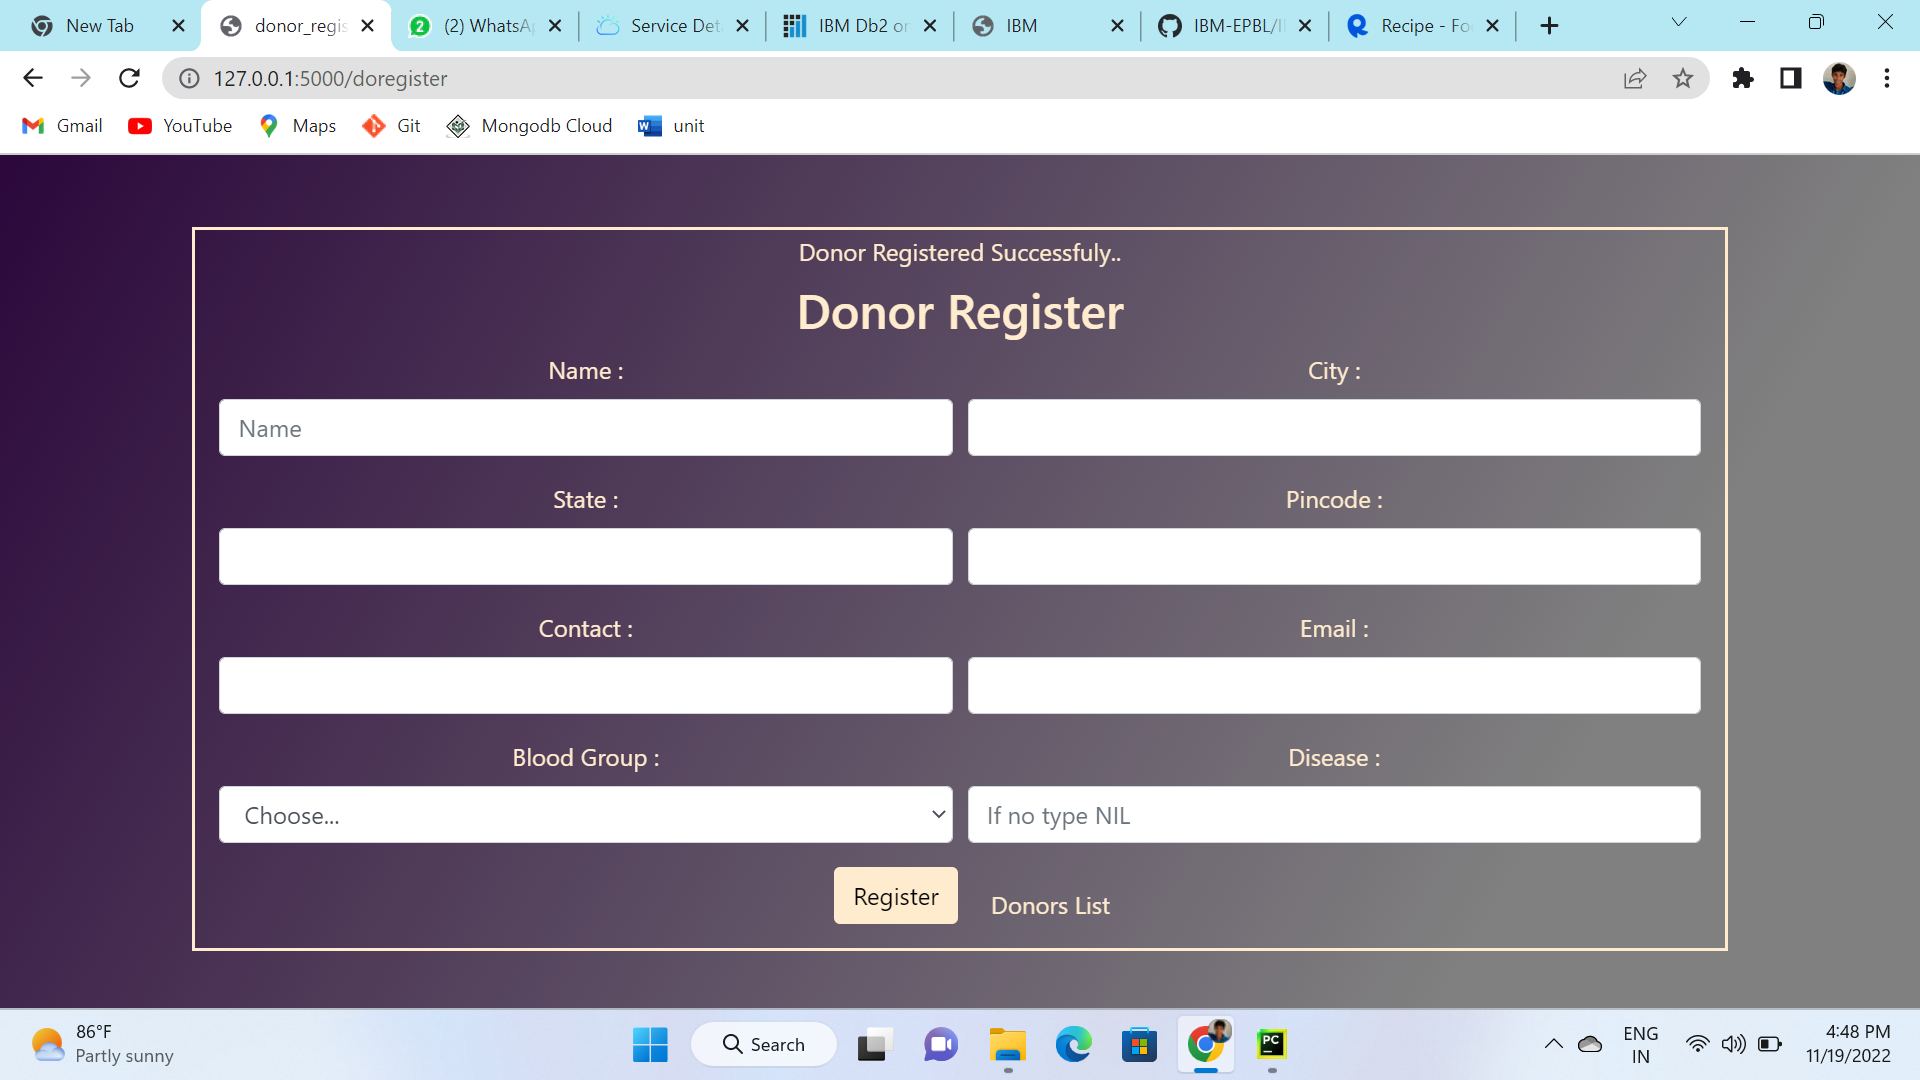 New Tab
donor_regis
(2) WhatsAp
Service Det
IBM Db2 or
IBM
IBM-EPBL/I
Recipe - Fo
127.0.0.1:5000/doregister
Gmail
YouTube
Maps
Git
Mongodb Cloud
unit
Donor Registered Successfuly..
Donor Register
Name :
City :
Name
State :
Pincode :
Contact :
Email :
Blood Group :
Disease :
Choose...
If no type NIL
Register
Donors List
86°F
Partly sunny
Search
PC
ENG
IN
4:48 PM
11/19/2022